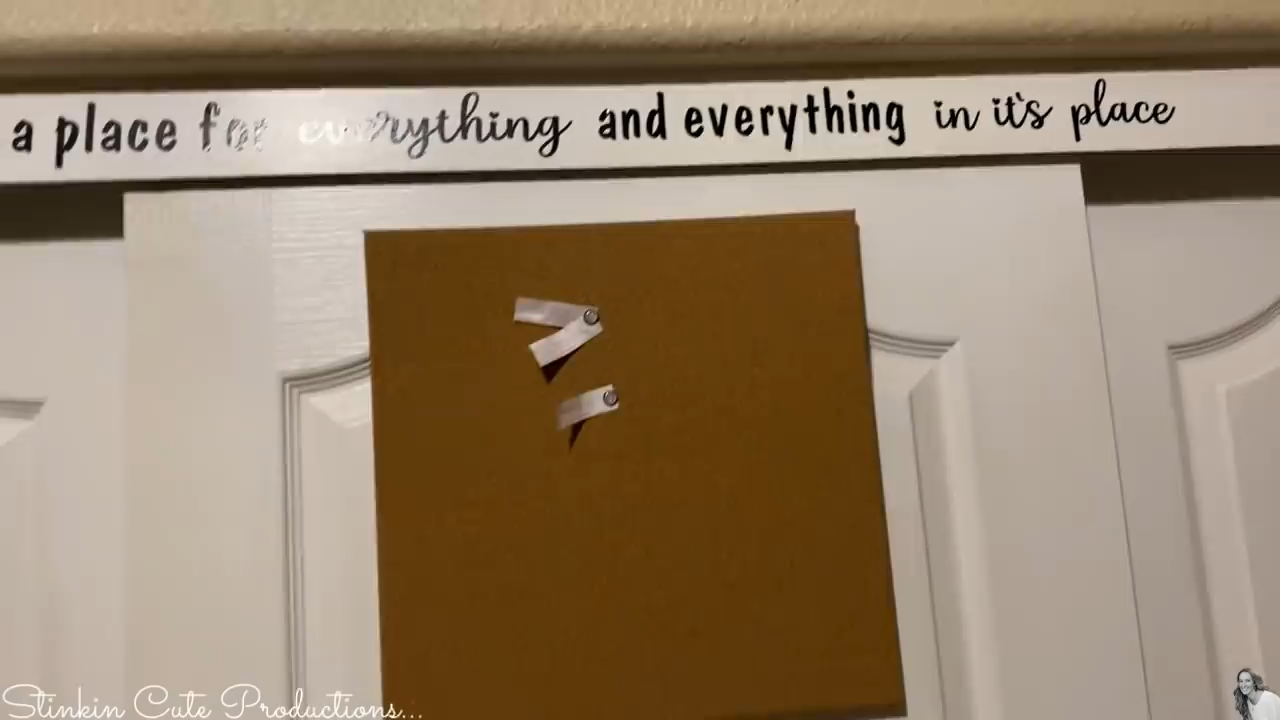 a place for everything and everything in it's place
Stinkin Cute Productions...